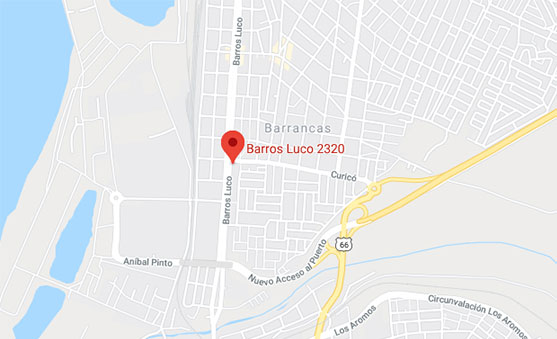 Barros Luco
Barrancas
Barros Luco 2320
Curicó
Barros Luco
Aníbal Pinto
Nuevo Acceso al Puerto
66
Circunvalación Los Aromos
Los Aromos